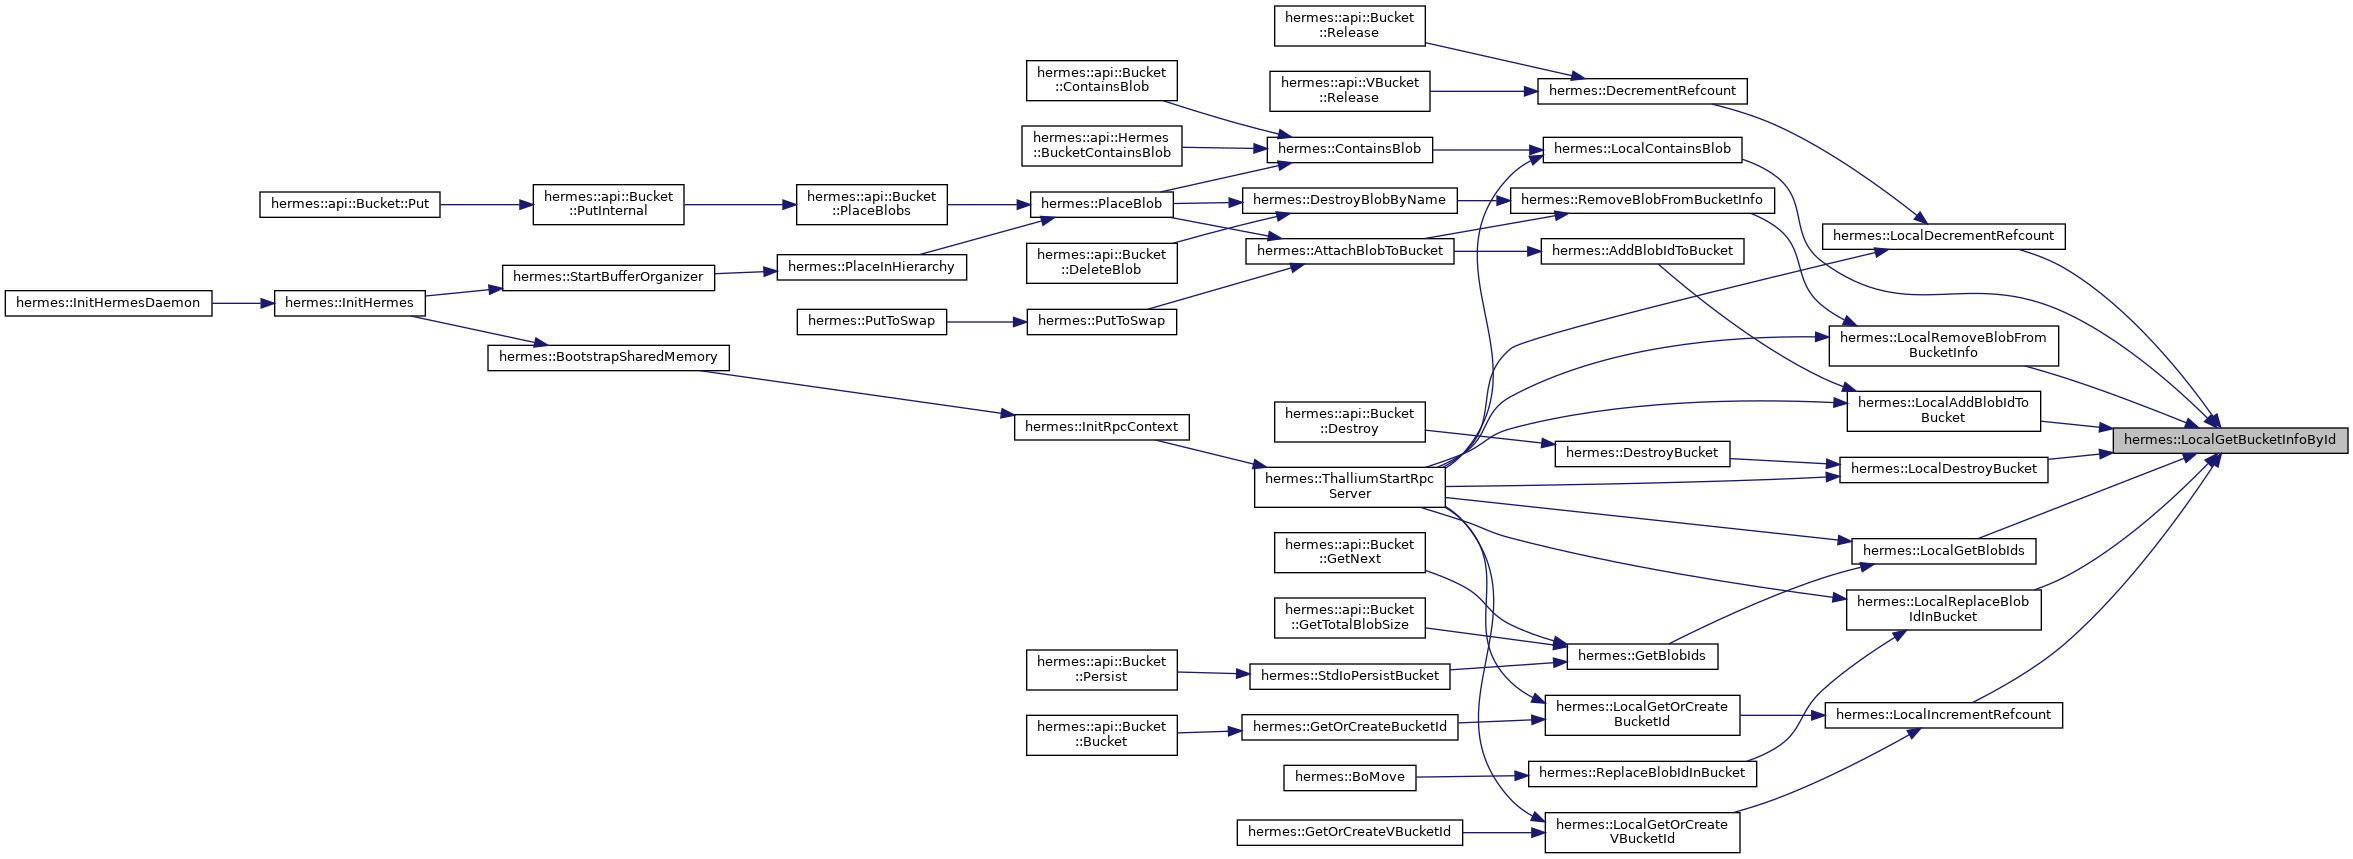 hermes::api::Bucket
::Release
hermes::api::Bucket
::ContainsBlob
hermes::api::VBucket
::Release
hermes::DecrementRefcount
hermes::api::Hermes
::BucketContainsBlob
hermes::ContainsBlob
hermes::LocalContainsBlob
hermes::api::Bucket::Put
hermes::api::Bucket
::PutInternal
hermes::api::Bucket
::PlaceBlobs
hermes::PlaceBlob
hermes::DestroyBlobByName
hermes::RemoveBlobFromBucketInfo
hermes::LocalDecrementRefcount
hermes::api::Bucket
::DeleteBlob
hermes::AttachBlobToBucket
hermes::AddBlobIdToBucket
hermes::PlaceInHierarchy
hermes::StartBufferOrganizer
hermes::InitHermesDaemon
hermes::InitHermes
hermes::PutToSwap
hermes::PutToSwap
hermes::LocalRemoveBlobFrom
BucketInfo
hermes::BootstrapSharedMemory
hermes::LocalAddBlobIdTo
Bucket
hermes::api::Bucket
::Destroy
hermes::InitRpcContext
hermes::LocalGetBucketInfoById
hermes::DestroyBucket
hermes::LocalDestroyBucket
hermes::ThalliumStartRpc
Server
hermes::api::Bucket
::GetNext
hermes::LocalGetBlobIds
hermes::api::Bucket
::GetTotalBlobSize
hermes::LocalReplaceBlob
IdInBucket
hermes::GetBlobIds
hermes::api::Bucket
::Persist
hermes::StdIoPersistBucket
hermes::LocalGetOrCreate
BucketId
hermes::LocalIncrementRefcount
hermes::api::Bucket
::Bucket
hermes::GetOrCreateBucketId
hermes::BoMove
hermes::ReplaceBlobIdInBucket
hermes::GetOrCreateVBucketId
hermes::LocalGetOrCreate
VBucketId